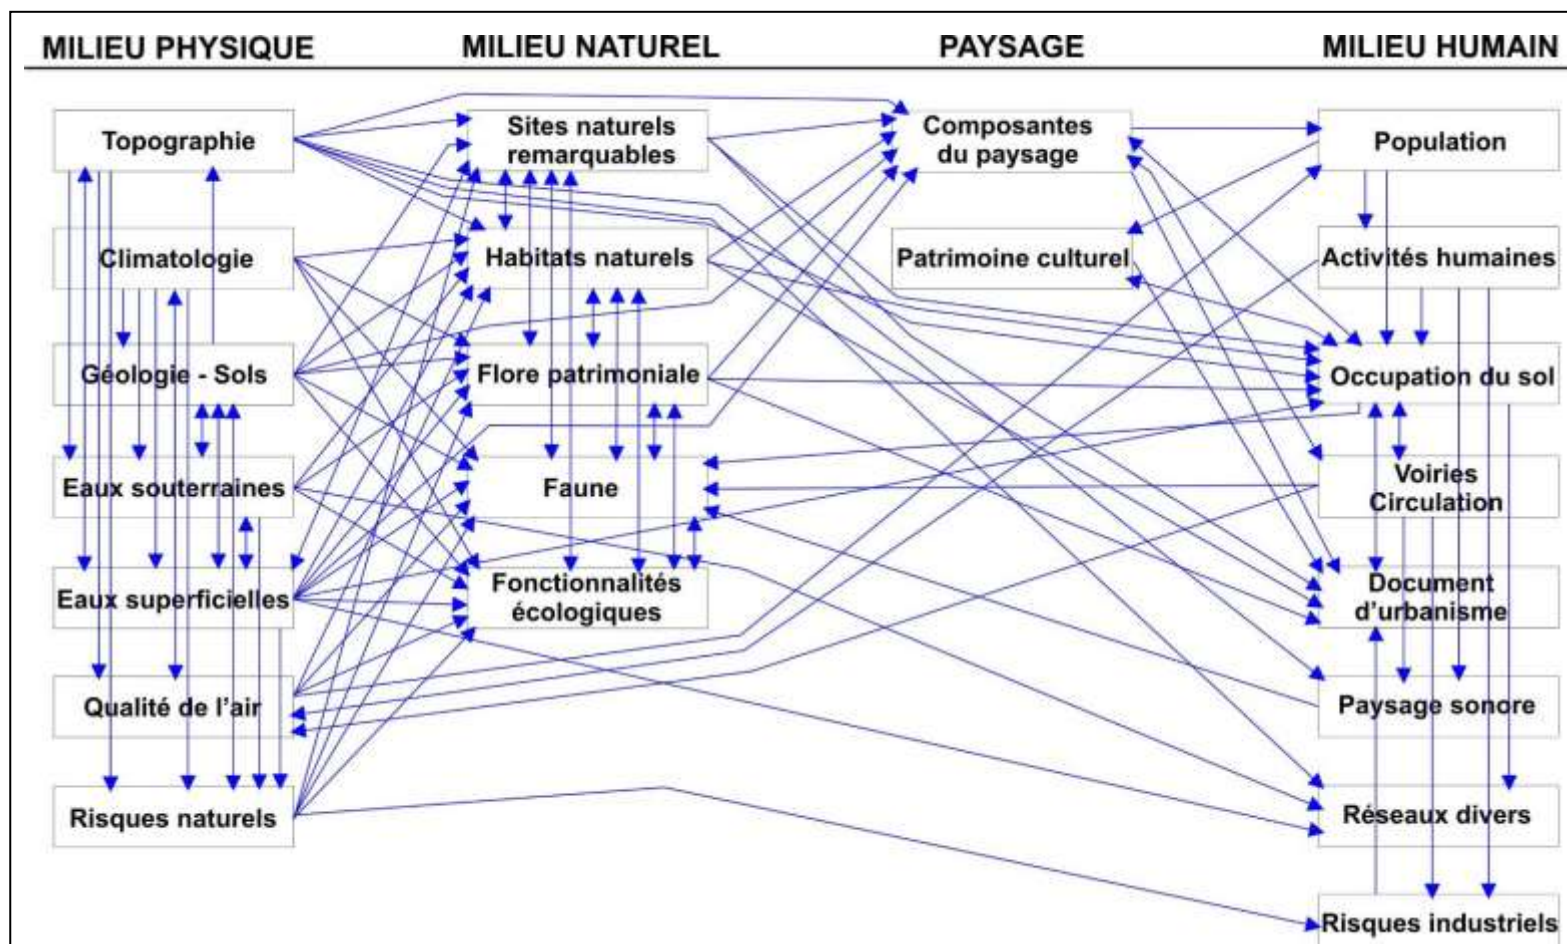 MILIEU PHYSIQUE
MILIEU NATUREL
PAYSAGE
MILIEU HUMAIN
Topographie
Climatologie
Géologie - Sols
Eaux souterraines
Eaux superficielles
Qualité de l'air
Risques naturels
Sites naturels
remarquables
Habitats naturels
Flore patrimoniale
Faune
Fonctionnalités
écologiques
Composantes
du paysage
Patrimoine culturel
Population
Activités humaines
Occupation du sol
Voiries
Circulation
Document
d'urbanisme
Paysage sonore
Réseaux divers
Risques industriels